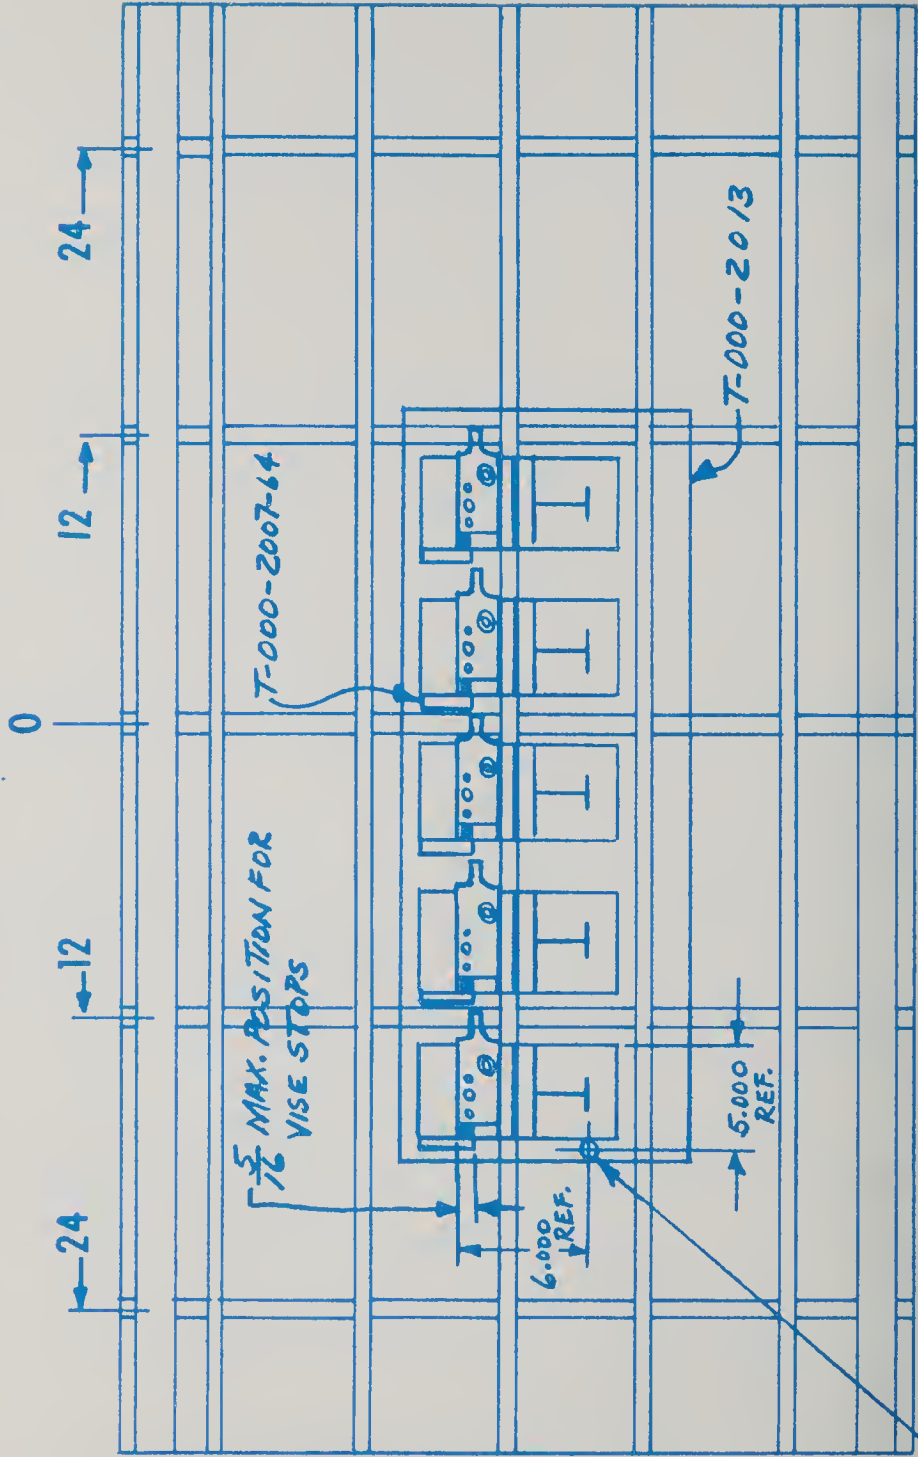 24
12
0
12
24
T-000-2007-64
5/16 MAX. POSITION FOR
VISE STOPS
T-000-2013
6.000
REF.
5.000
REF.